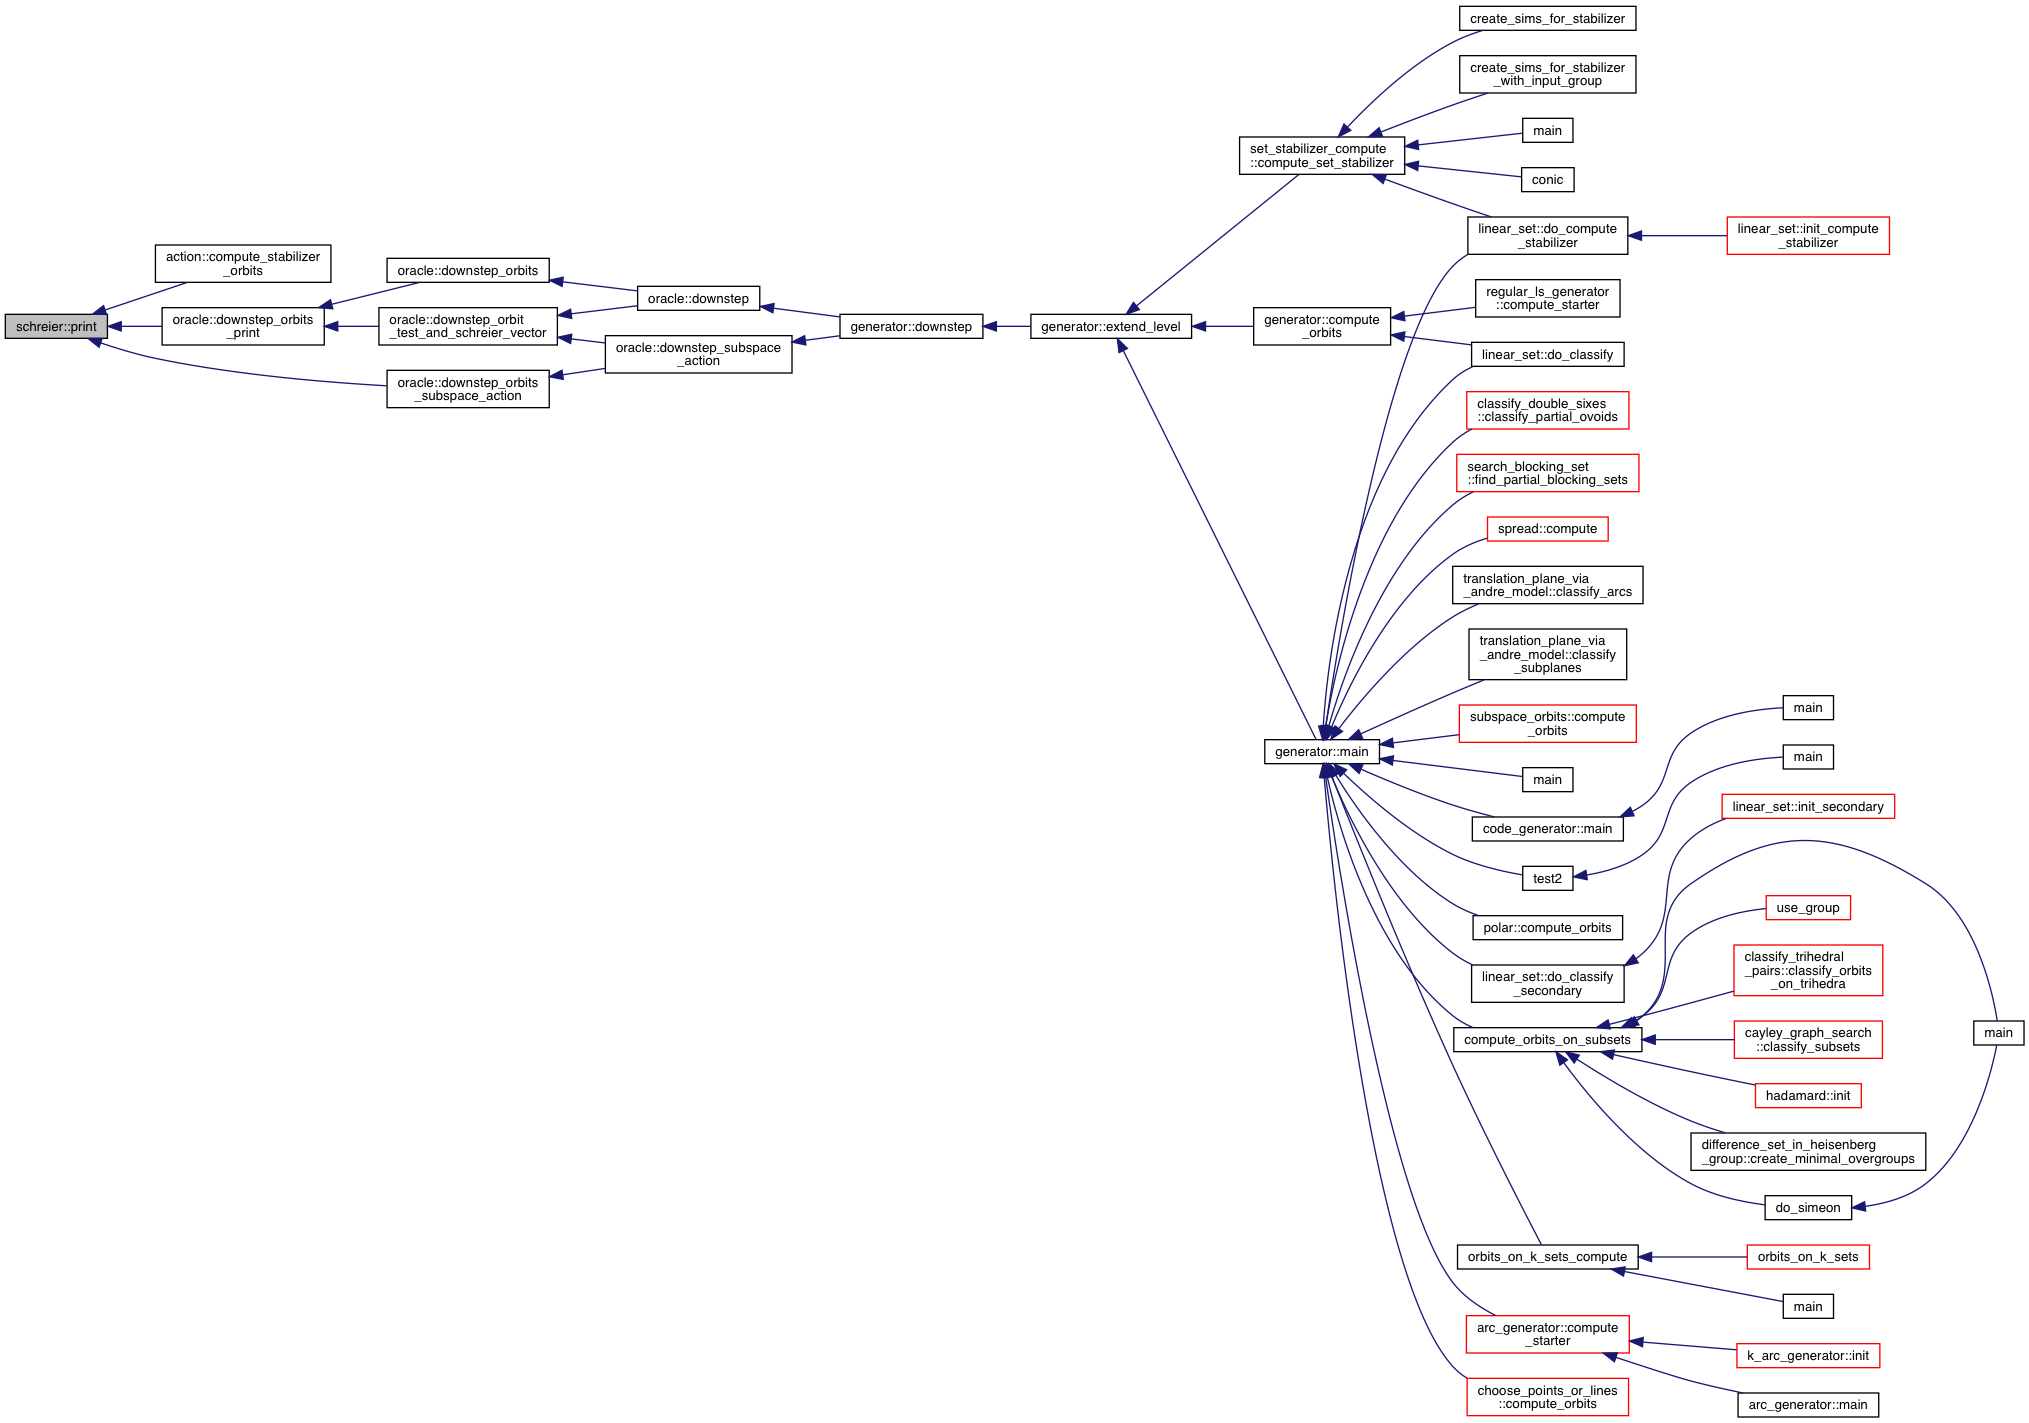 schreier::print
action::compute_stabilizer
_orbits
oracle::downstep_orbits
_print
oracle::downstep_orbits
oracle::downstep_orbit
_test_and_schreier_vector
oracle::downstep_orbits
_subspace_action
oracle::downstep
oracle::downstep_subspace
_action
generator::downstep
generator::extend_level
set_stabilizer_compute
::compute_set_stabilizer
generator::compute
_orbits
generator::main
create_sims_for_stabilizer
create_sims_for_stabilizer
_with_input_group
main
conic
linear_set::do_compute
_stabilizer
linear_set::init_compute
_stabilizer
regular_ls_generator
::compute_starter
linear_set::do_classify
classify_double_sixes
::classify_partial_ovoids
search_blocking_set
::find_partial_blocking_sets
spread::compute
translation_plane_via
_andre_model::classify_arcs
translation_plane_via
_andre_model::classify
_subplanes
subspace_orbits::compute
_orbits
main
code_generator::main
test2
polar::compute_orbits
linear_set::do_classify
_secondary
compute_orbits_on_subsets
orbits_on_k_sets_compute
arc_generator::compute
_starter
choose_points_or_lines
::compute_orbits
main
main
linear_set::init_secondary
use_group
classify_trihedral
_pairs::classify_orbits
_on_trihedra
cayley_graph_search
::classify_subsets
hadamard::init
difference_set_in_heisenberg
_group::create_minimal_overgroups
do_simeon
main
orbits_on_k_sets
main
k_arc_generator::init
arc_generator::main